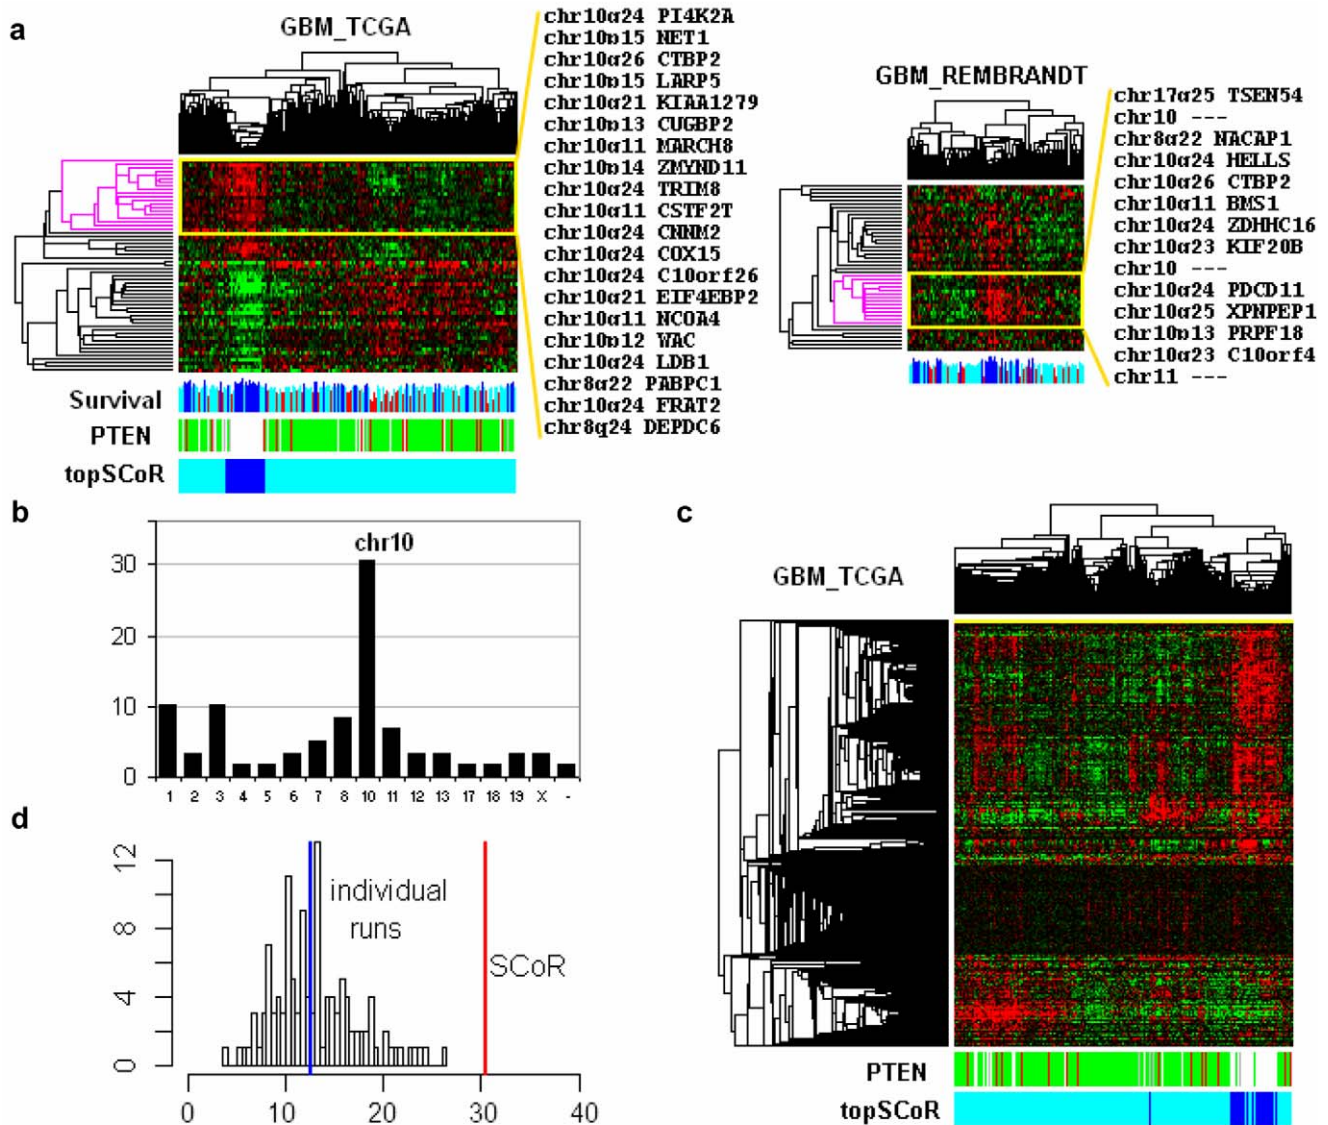 a
GBM_TCGA
chr10q24 PI4K2A
chr10p15 NET1
chr10q26 CTBP2
chr10p15 LARP5
chr10q21 KIAA1279
chr10p13 CUGBP2
chr10q11 MARCH8
chr10p14 ZMYND11
chr10q24 TRIM8
chr10q11 CSTF2T
chr10q24 CNNM2
chr10q24 COX15
chr10q24 C10orf26
chr10q21 EIF4EBP2
chr10q11 NCOA4
chr10p12 WAC
chr10q24 LDB1
chr8q22 PABPC1
chr10q24 FRAT2
chr8q24 DEPDC6
GBM_REMBRANDT
chr17q25 TSEN54
chr10 ---
chr8q22 NACAP1
chr10q24 HELLS
chr10q26 CTBP2
chr10q11 BMS1
chr10q24 ZDHHC16
chr10q23 KIF20B
chr10 ---
chr10q24 PDCD11
chr10q25 XPNPEP1
chr10p13 PRPF18
chr10q23 C10orf4
chr11 ---
Survival
PTEN
topSCoR
b
chr10
30
20
10
0
1 2 3 4 5 6 7 8 10 11 12 13 17 18 19 X -
c
GBM_TCGA
PTEN
topSCoR
d
12
8
4
0
individual
runs
SCoR
0 10 20 30 40